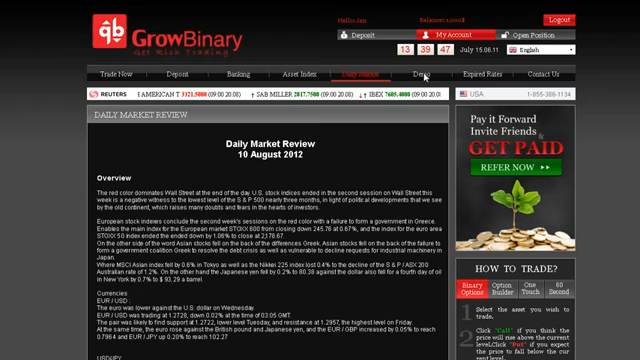 GrowBinary
Get Rich Trading
Hello Jan
Balance: 1000$
Logout
Deposit
My Account
Open Position
13 39 47 July 15.06.11 English
Trade Now
Deposit
Banking
Asset Index
Daily Market
Demo
Expired Rates
Contact Us
REUTERS
AMERICAN T 3321.5000 (09:00 20.08) SAB MILLER 2817.7500 (09:00 20.08) IBEX 7605.4000 (09:00 20.08)
USA
1-855-388-1134
DAILY MARKET REVIEW
Daily Market Review
10 August 2012
Overview
The red color dominates Wall Street at the end of the day. U.S. stock indices ended in the second session on Wall Street this
week is a negative witness to the lowest level of the S & P 500 nearly three months, in light of political developments that we see
by the old continent, which raises many doubts and fears in the hearts of investors.
European stock indexes conclude the second week's sessions on the red color with a failure to form a government in Greece.
Enables the main index for the European market STOXX 600 from closing down 245.76 at 0.67%, and the index for the euro area
STOXX 50 index ended the ended down by 1.06% to close at 2,178.67.
On the other side of the word Asian stocks fell on the back of the differences Greek. Asian stocks fell on the back of the failure to
form a government coalition Greek to resolve the debt crisis as well as vulnerable to decline requests for industrial machinery in
Japan.
Where MSCI Asian index fell by 0.6% in Tokyo as well as the Nikkei 225 index lost 0.4% to the decline of the S & P / ASX 200
Australian rate of 1.2%. On the other hand the Japanese yen fell by 0.2% to 80.38 against the dollar also fell for a fourth day of oil
in New York by 0.7% to $ 93.29 a barrel.
Currencies
EUR / USD :
The euro was lower against the U.S. dollar on Wednesday.
EUR / USD was trading at 1.2728, down 0.02% at the time of 03:05 GMT.
The pair was likely to find support at 1.2722, lower level Tuesday, and resistance at 1.2957, the highest level on Friday.
At the same time, the euro rose against the British pound and Japanese yen, and the EUR / GBP increased by 0.05% to reach
0.7964 and EUR / JPY up 0.20% to reach 102.27
USD/JPY
Pay it Forward
Invite Friends &
GET PAID
REFER NOW
HOW TO TRADE?
Binary Options
Option Builder
One Touch
60 Second
1 Select the asset you wish to
trade.
2 Click "Call" if you think the
price will rise above the current
level.Click "Put" if you expect
the price to fall below the cur
rent level.